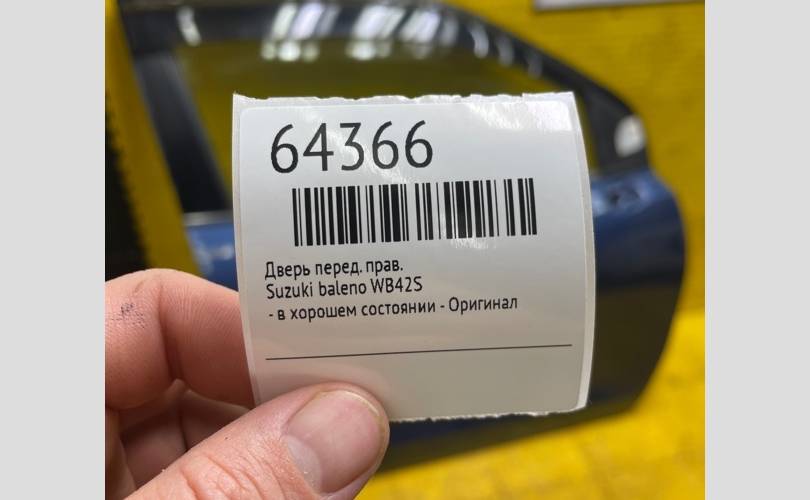 64366
Дверь перед. прав.
Suzuki baleno WB42S
- в хорошем состоянии - Оригинал